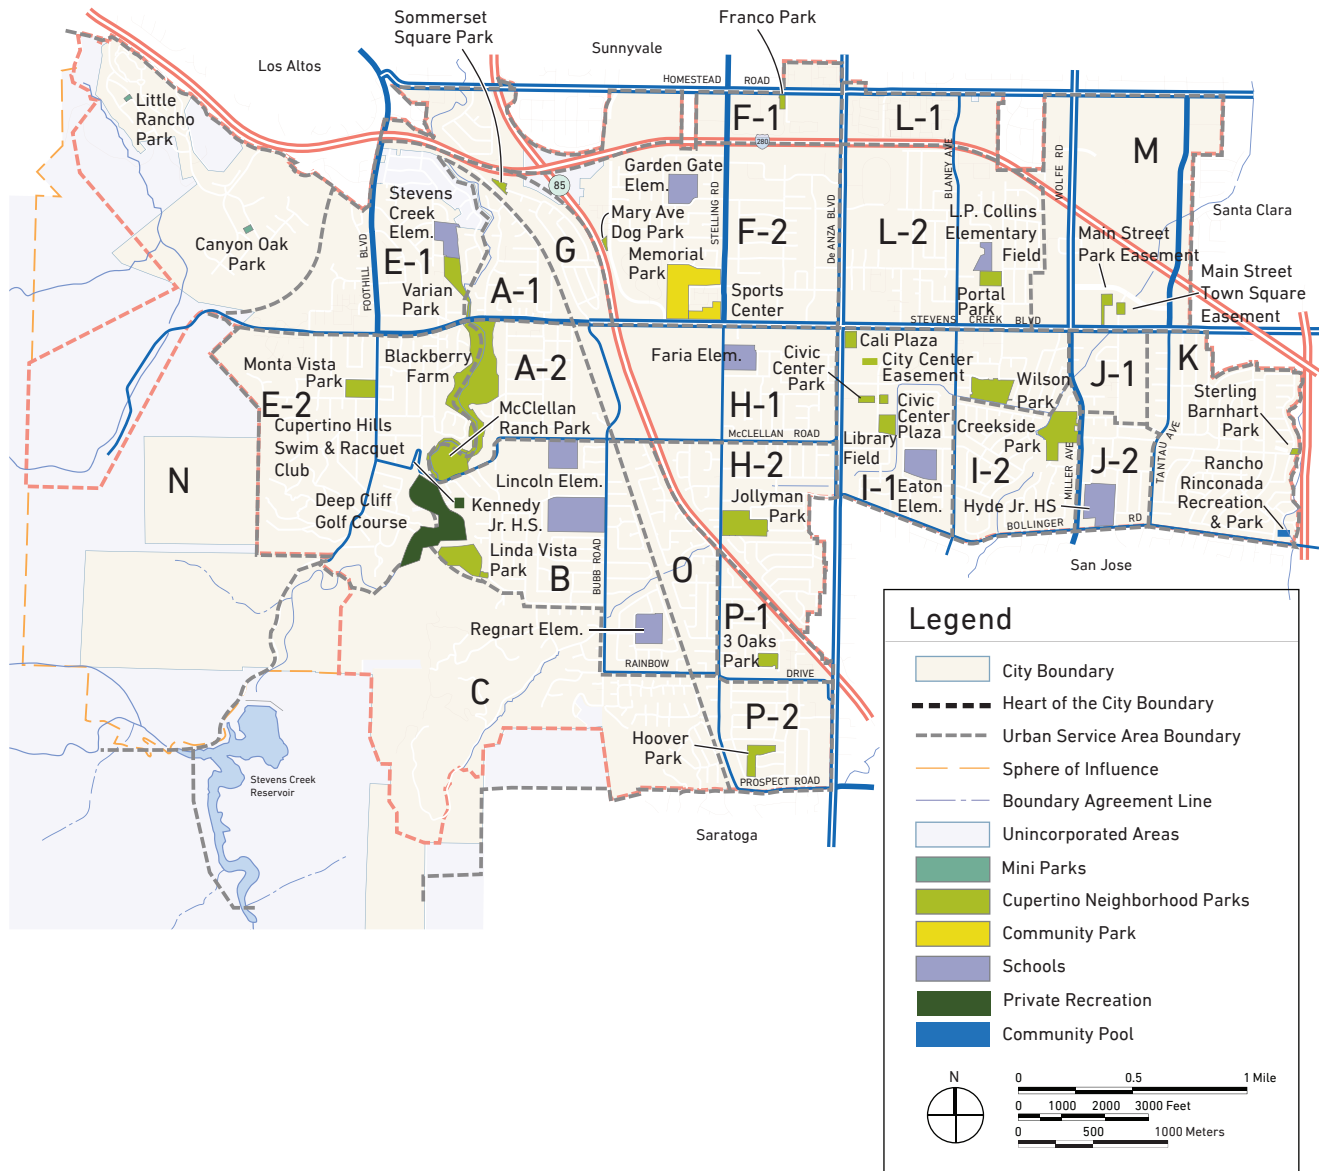 Sommerset
Square Park
Franco Park
Sunnyvale
Los Altos
HOMESTEAD ROAD
Little
Rancho
Park
F-1
L-1
280
M
Garden Gate
Elem.
85
Stevens
Creek
Elem.
Mary Ave
Dog Park
STELLING RD
DeANZA BLVD
BLANEY AVE
WOLFE RD
L.P. Collins
Elementary
Field
Santa Clara
Canyon Oak
Park
FOOTHILL BLVD
E-1
G
Memorial
Park
F-2
L-2
Main Street
Park Easement
Main Street
Town Square
Easement
Varian
Park
A-1
Sports
Center
Portal
Park
STEVENS CREEK BLVD
Monta Vista
Park
Blackberry
Farm
A-2
Faria Elem.
Civic
Center
Park
Cali Plaza
City Center
Easement
Wilson
Park
J-1
K
E-2
McClellan
Ranch Park
H-1
Civic
Center
Plaza
Sterling
Barnhart
Park
Cupertino Hills
Swim & Racquet
Club
McCLELLAN ROAD
Library
Field
Creekside
Park
MILLER AVE
TANTAU AVE
N
Lincoln Elem.
H-2
I-1
Eaton
Elem.
I-2
J-2
Rancho
Rinconada
Recreation
& Park
Deep Cliff
Golf Course
Kennedy
Jr. H.S.
Jollyman
Park
Hyde Jr. HS
BOLLINGER RD
Linda Vista
Park
B
BUBB ROAD
O
San Jose
Regnart Elem.
P-1
3 Oaks
Park
RAINBOW DRIVE
C
P-2
Hoover
Park
PROSPECT ROAD
Stevens Creek
Reservoir
Saratoga
Legend
City Boundary
Heart of the City Boundary
Urban Service Area Boundary
Sphere of Influence
Boundary Agreement Line
Unincorporated Areas
Mini Parks
Cupertino Neighborhood Parks
Community Park
Schools
Private Recreation
Community Pool
N
0 0.5 1 Mile
0 1000 2000 3000 Feet
0 500 1000 Meters